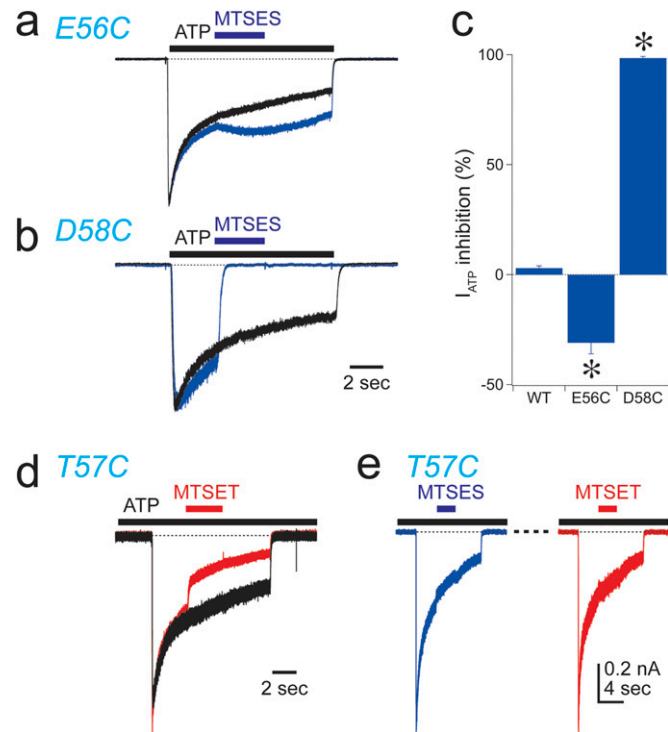 a E56C
MTSES
ATP
b D58C
MTSES
ATP
2 sec
c
100
50
0
-50
I_ATP inhibition (%)
*
*
WT E56C D58C
d T57C
MTSET
ATP
2 sec
e T57C
MTSES MTSET
0.2 nA
4 sec